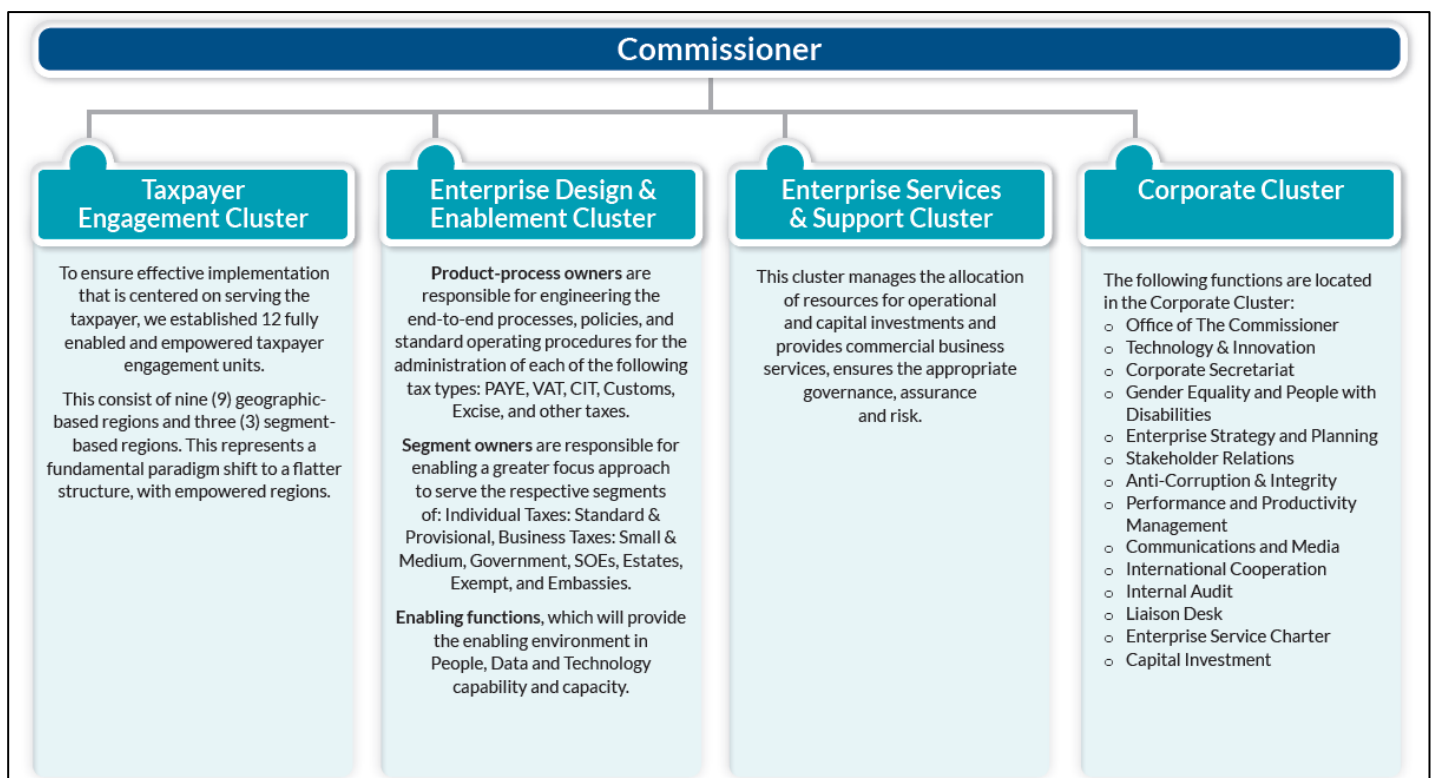 Commissioner
Taxpayer
Engagement Cluster
To ensure effective implementation
that is centered on serving the
taxpayer, we established 12 fully
enabled and empowered taxpayer
engagement units.
This consist of nine (9) geographic-
based regions and three (3) segment-
based regions. This represents a
fundamental paradigm shift to a flatter
structure, with empowered regions.
Enterprise Design &
Enablement Cluster
Product-process owners are
responsible for engineering the
end-to-end processes, policies, and
standard operating procedures for the
administration of each of the following
tax types: PAYE, VAT, CIT, Customs,
Excise, and other taxes.
Segment owners are responsible for
enabling a greater focus approach
to serve the respective segments
of: Individual Taxes: Standard &
Provisional, Business Taxes: Small &
Medium, Government, SOEs, Estates,
Exempt, and Embassies.
Enabling functions, which will provide
the enabling environment in
People, Data and Technology
capability and capacity.
Enterprise Services
& Support Cluster
This cluster manages the allocation
of resources for operational
and capital investments and
provides commercial business
services, ensures the appropriate
governance, assurance
and risk.
Corporate Cluster
The following functions are located
in the Corporate Cluster:
o Office of The Commissioner
o Technology & Innovation
o Corporate Secretariat
o Gender Equality and People with
Disabilities
o Enterprise Strategy and Planning
o Stakeholder Relations
o Anti-Corruption & Integrity
o Performance and Productivity
Management
o Communications and Media
o International Cooperation
o Internal Audit
o Liaison Desk
o Enterprise Service Charter
o Capital Investment